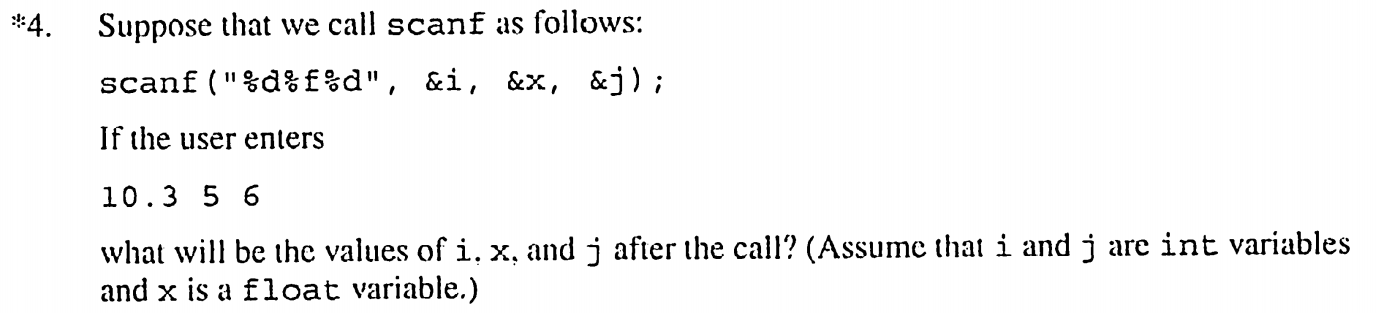 *4. Suppose that we call scanf as follows:
scanf("%d%f%d", &i, &x, &j);
If the user enters
10.3 5 6
what will be the values of i, x, and j after the call? (Assume that i and j are int variables
and x is a float variable.)